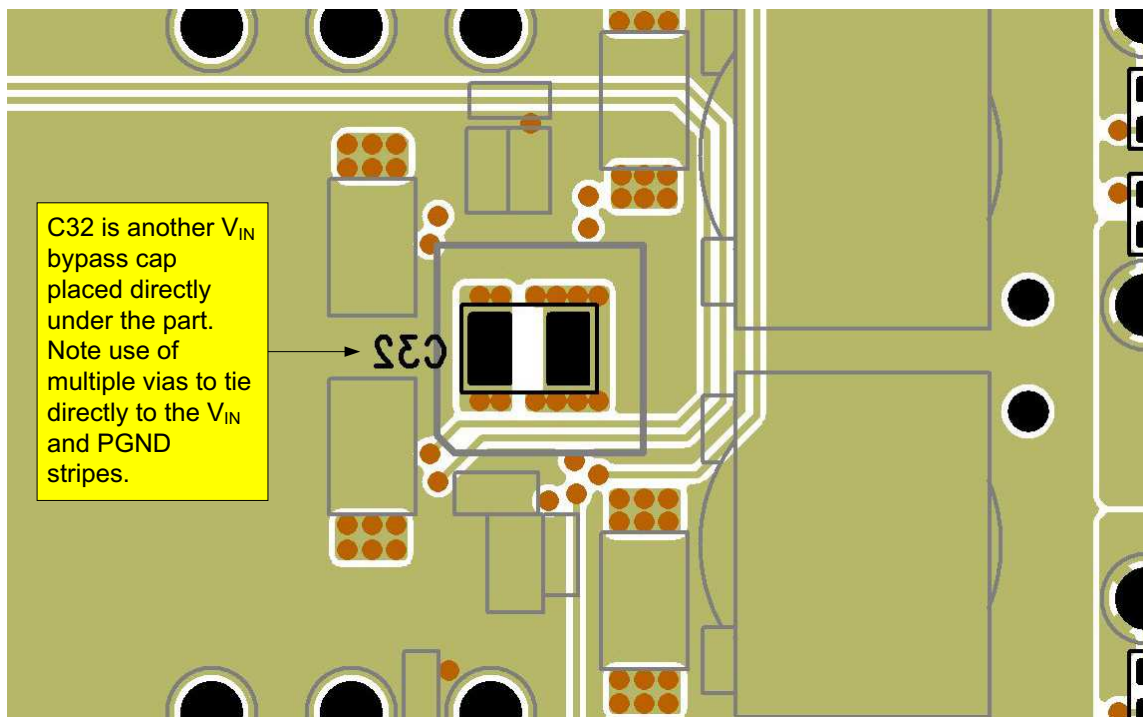 C32 is another VIN
bypass cap
placed directly
under the part.
Note use of
multiple vias to tie
directly to the VIN
and PGND
stripes.
C32